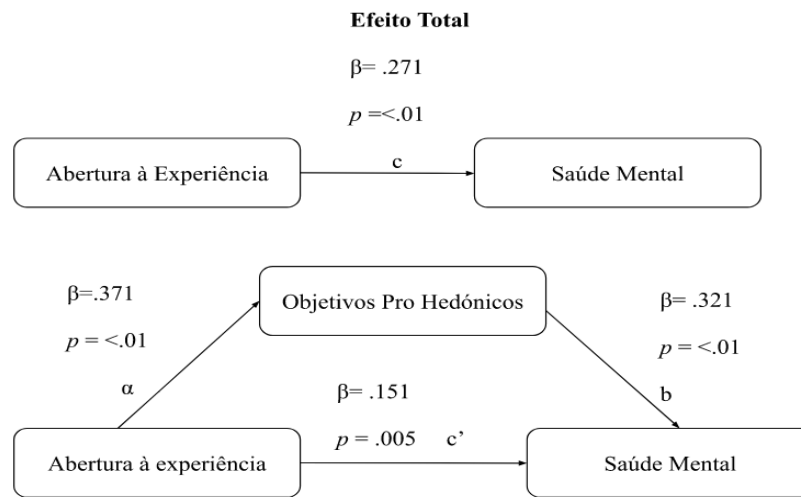 Efeito Total
β= .271
p =<.01
c
Abertura à Experiência
Saúde Mental
β=.371
p = <.01
α
Objetivos Pro Hedónicos
β= .321
p = <.01
b
β= .151
p = .005 c’
Abertura à experiência
Saúde Mental